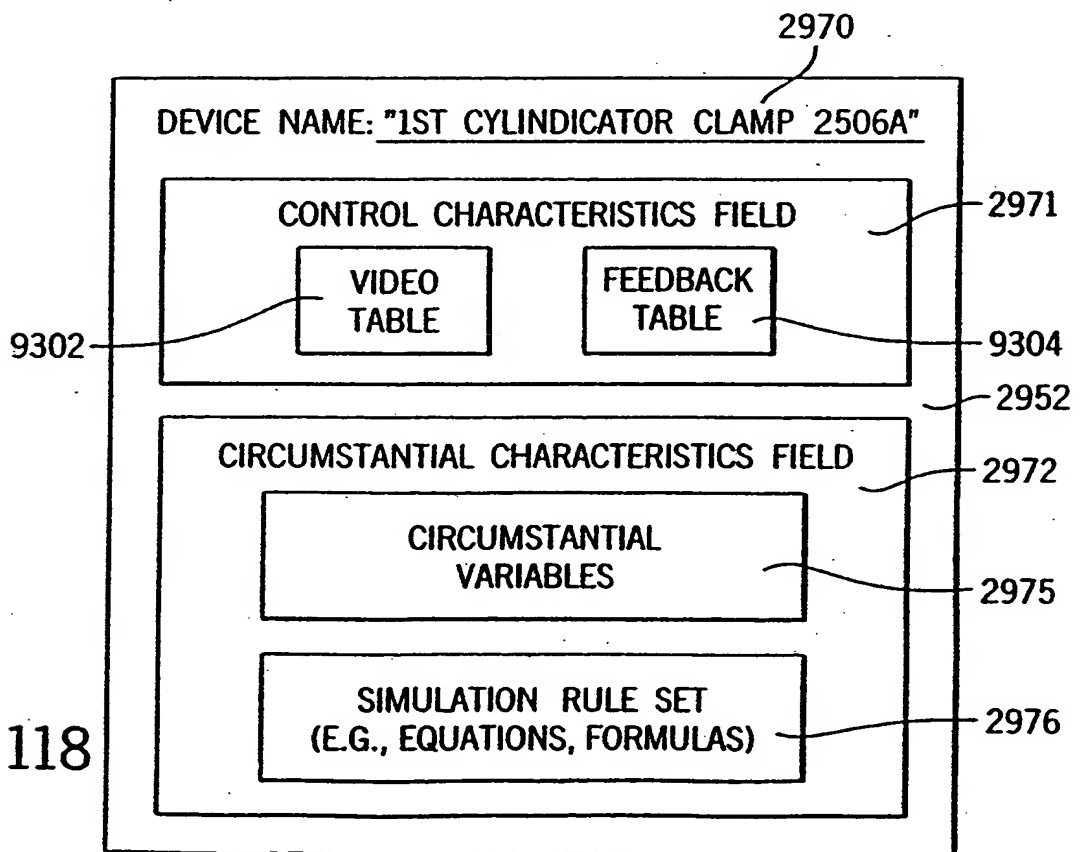 2970
DEVICE NAME: "1ST CYLINDICATOR CLAMP 2506A"
CONTROL CHARACTERISTICS FIELD
2971
VIDEO
TABLE
FEEDBACK
TABLE
9302
9304
2952
CIRCUMSTANTIAL CHARACTERISTICS FIELD
2972
CIRCUMSTANTIAL
VARIABLES
2975
SIMULATION RULE SET
(E.G., EQUATIONS, FORMULAS)
2976
118